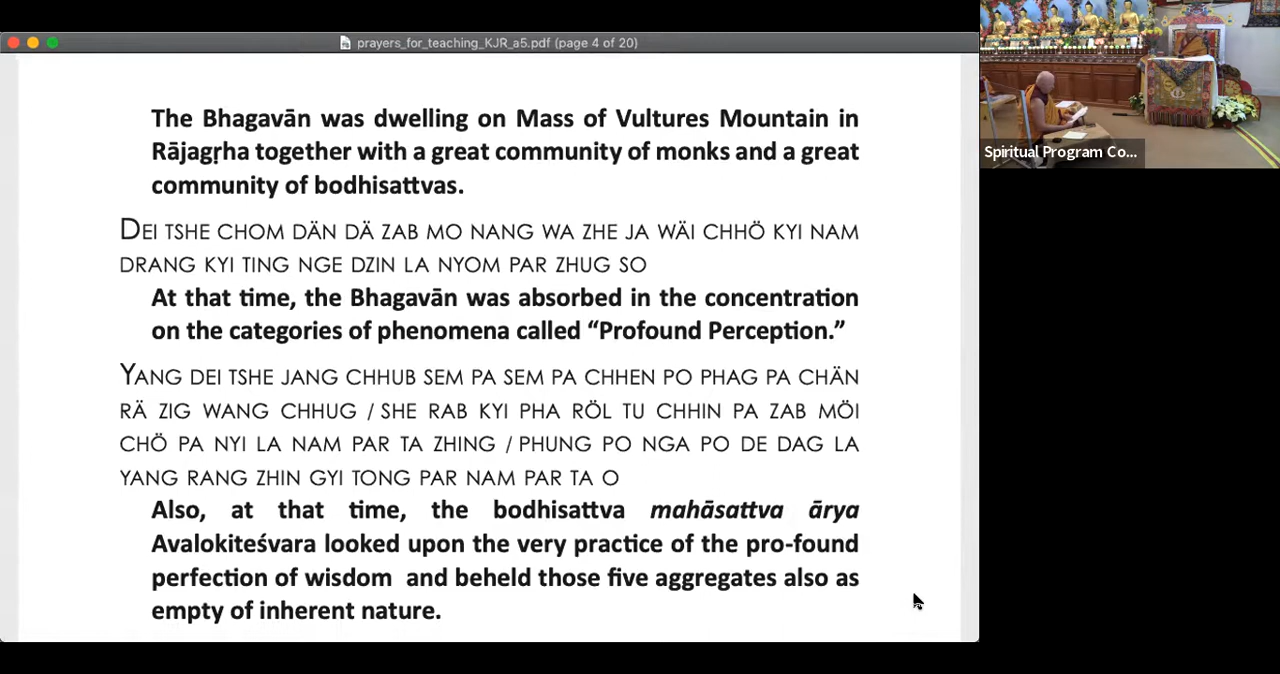 prayers_for_teaching_KJR_a5.pdf (page 4 of 20)
The Bhagavān was dwelling on Mass of Vultures Mountain in
Rājagṛha together with a great community of monks and a great
community of bodhisattvas.
DEI TSHE CHOM DÄN DÄ ZAB MO NANG WA ZHE JA WÄI CHHÖ KYI NAM
DRANG KYI TING NGE DZIN LA NYOM PAR ZHUG SO
At that time, the Bhagavān was absorbed in the concentration
on the categories of phenomena called “Profound Perception.”
YANG DEI TSHE JANG CHHUB SEM PA SEM PA CHHEN PO PHAG PA CHÄN
RÄ ZIG WANG CHHUG / SHE RAB KYI PHA RÖL TU CHHIN PA ZAB MÖI
CHÖ PA NYI LA NAM PAR TA ZHING / PHUNG PO NGA PO DE DAG LA
YANG RANG ZHIN GYI TONG PAR NAM PAR TA O
Also, at that time, the bodhisattva mahāsattva ārya
Avalokiteśvara looked upon the very practice of the pro-found
perfection of wisdom and beheld those five aggregates also as
empty of inherent nature.
Spiritual Program Co...